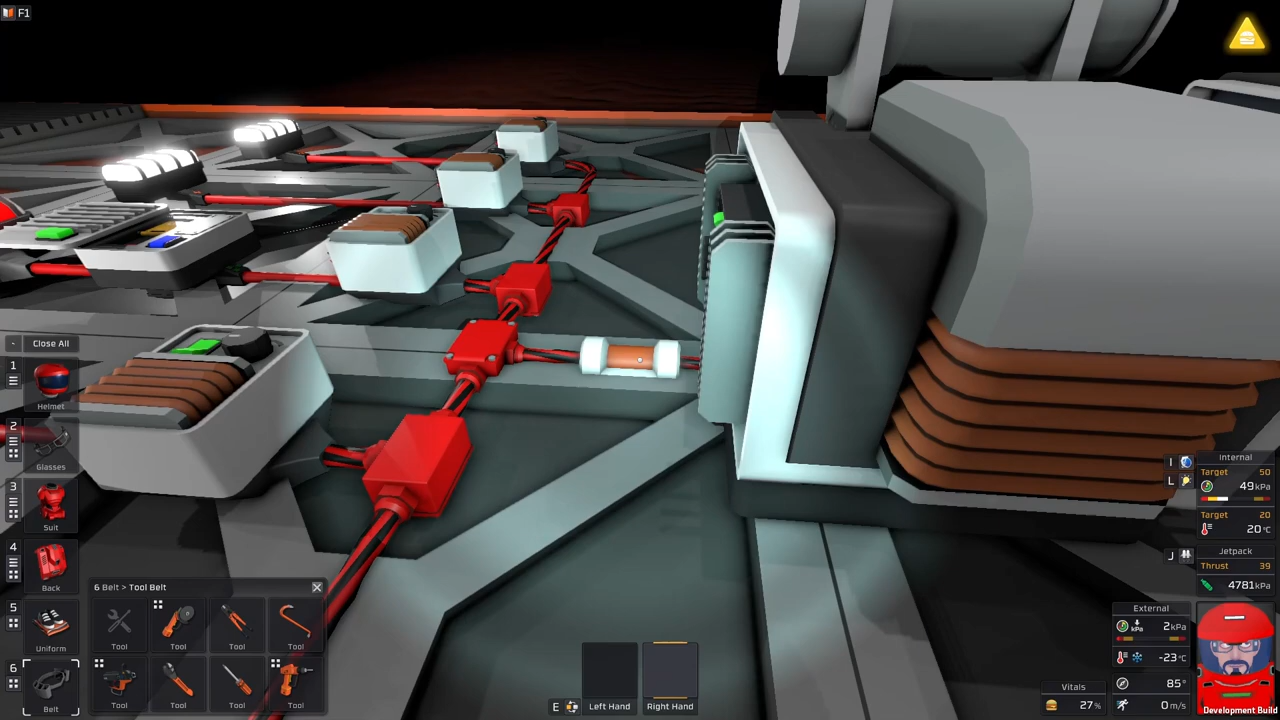 F1
Close All
1
Helmet
2
Glasses
3
Suit
4
Back
5
Uniform
6
Belt
6 Belt > Tool Belt
Tool
Tool
Tool
Tool
Tool
Tool
Tool
Tool
E
Left Hand
Right Hand
Internal
I
Target 50
49kPa
L
Target 20
20°C
Jetpack
J
Thrust 39
4781kPa
External
kPa
2kPa
-23°C
85°
0m/s
Vitals
27%
Development Build